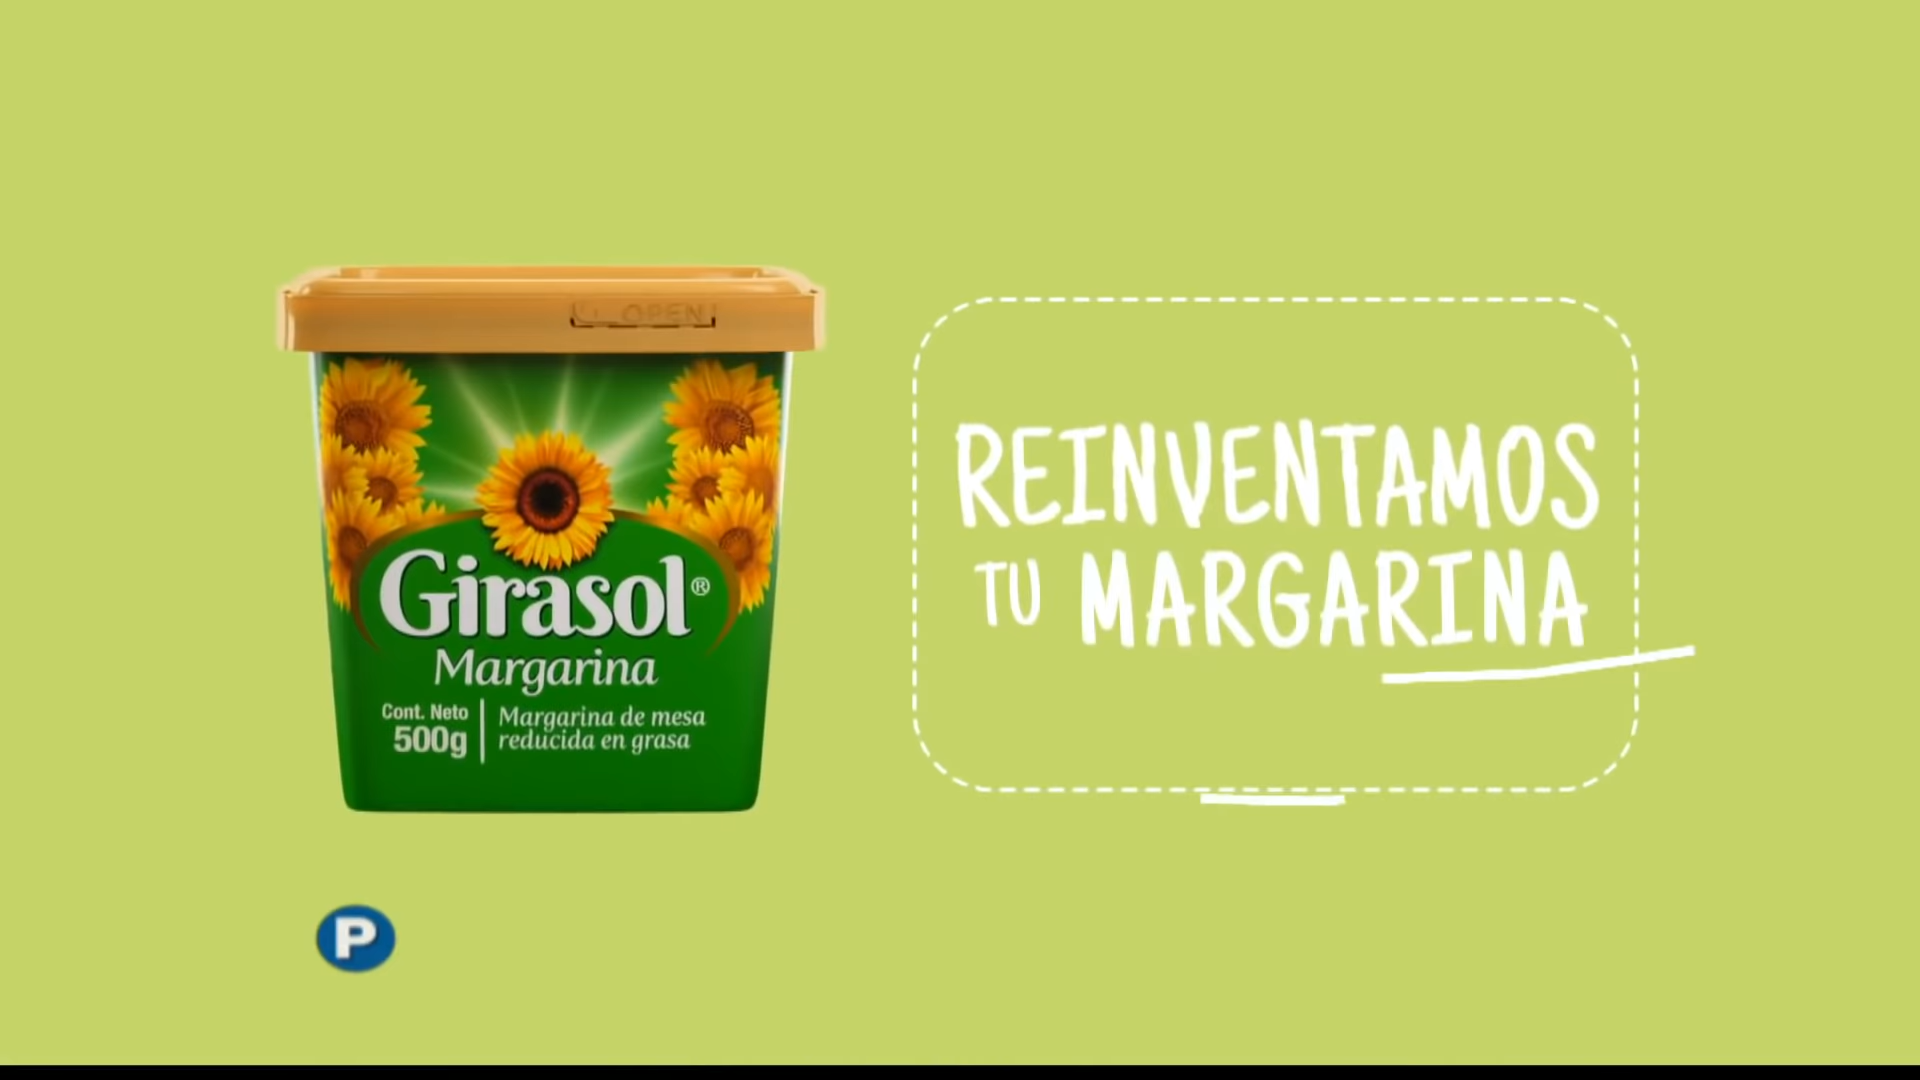 OPEN
Girasol®
Margarina
Cont. Neto
500g
Margarina de mesa
reducida en grasa
REINVENTAMOS
TU MARGARINA
P